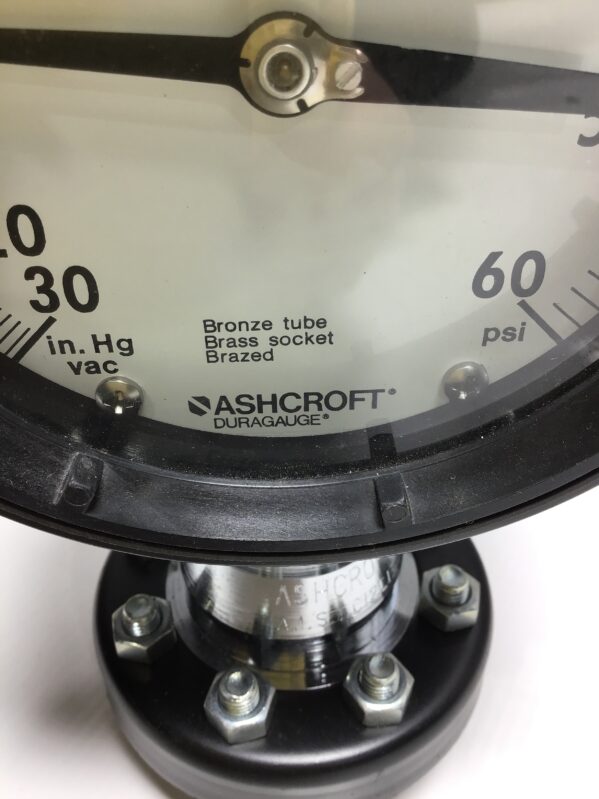 30
60
in. Hg
vac
psi
Bronze tube
Brass socket
Brazed
ASHCROFT®
DURAGAUGE®